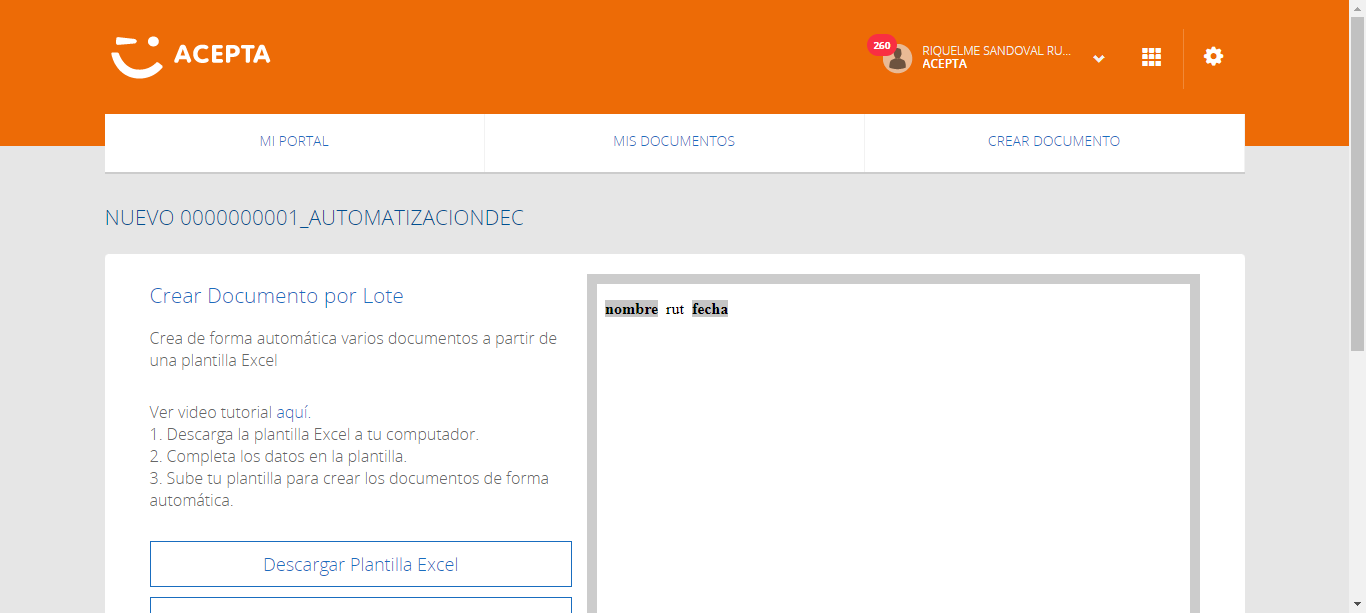 ACEPTA
260
RIQUELME SANDOVAL RU...
ACEPTA
MI PORTAL
MIS DOCUMENTOS
CREAR DOCUMENTO
NUEVO 0000000001_AUTOMATIZACIONDEC
Crear Documento por Lote
Crea de forma automática varios documentos a partir de
una plantilla Excel
Ver video tutorial aquí.
1. Descarga la plantilla Excel a tu computador.
2. Completa los datos en la plantilla.
3. Sube tu plantilla para crear los documentos de forma
automática.
Descargar Plantilla Excel
nombre rut fecha